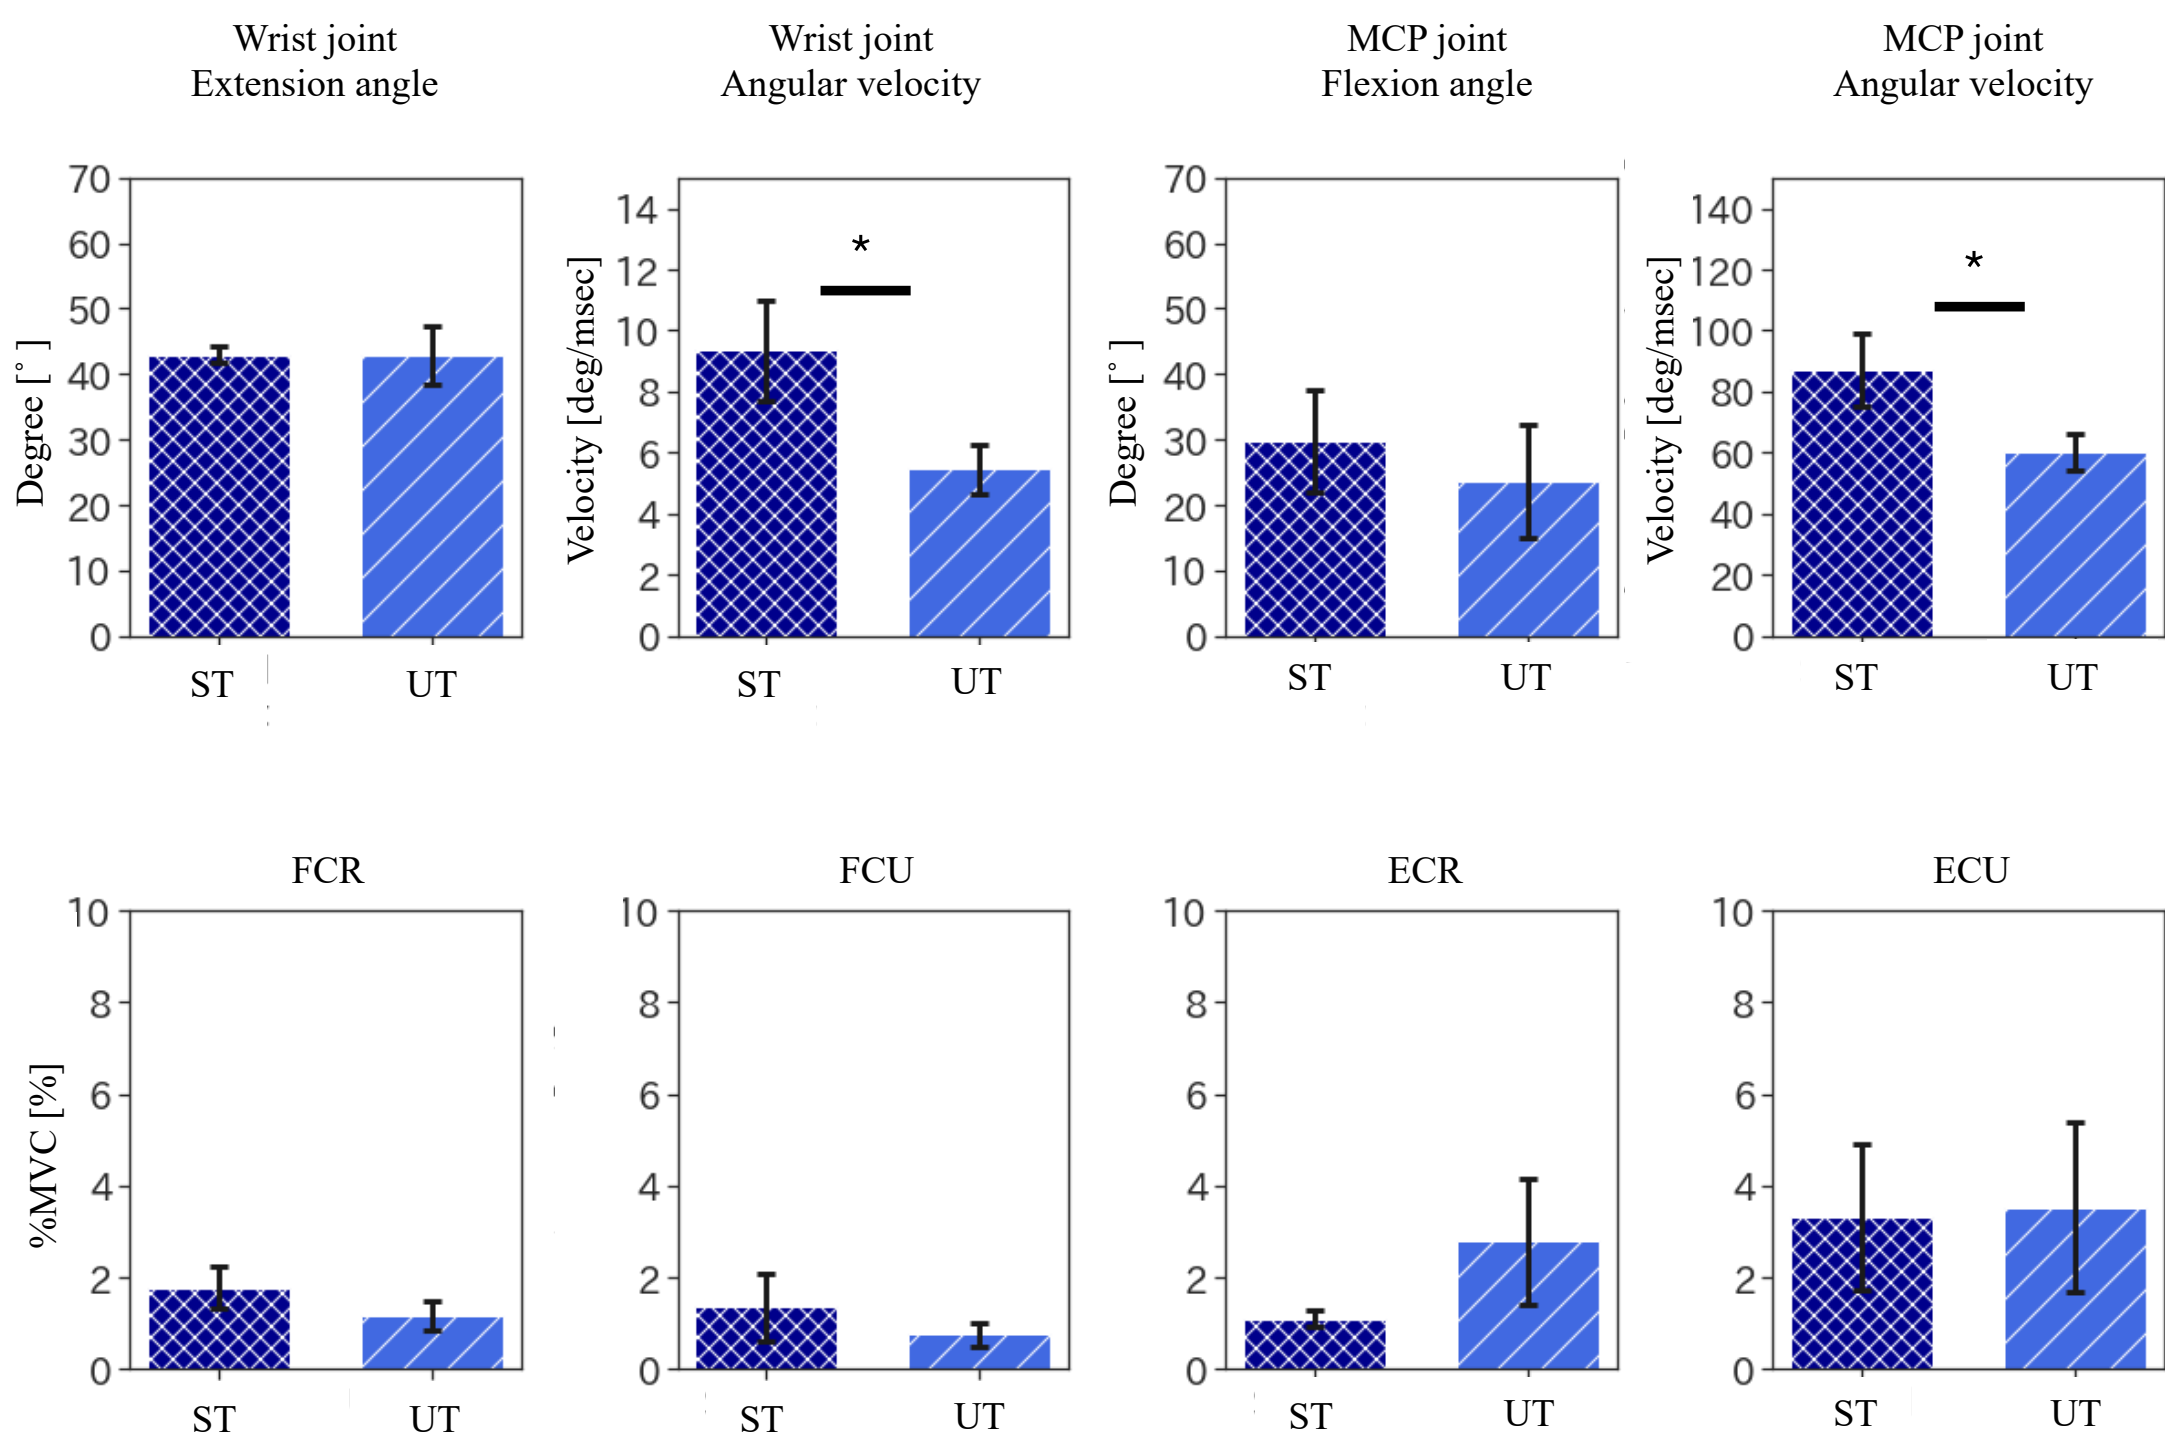 Wrist joint
Extension angle
Wrist joint
Angular velocity
MCP joint
Flexion angle
MCP joint
Angular velocity
Degree [° ]
70
60
50
40
30
20
10
0
ST
UT
Velocity [deg/msec]
14
12
10
8
6
4
2
0
*
ST
UT
Degree [° ]
70
60
50
40
30
20
10
0
ST
UT
Velocity [deg/msec]
140
120
100
80
60
40
20
0
*
ST
UT
FCR
%MVC [%]
10
8
6
4
2
0
ST
UT
FCU
10
8
6
4
2
0
ST
UT
ECR
10
8
6
4
2
0
ST
UT
ECU
10
8
6
4
2
0
ST
UT